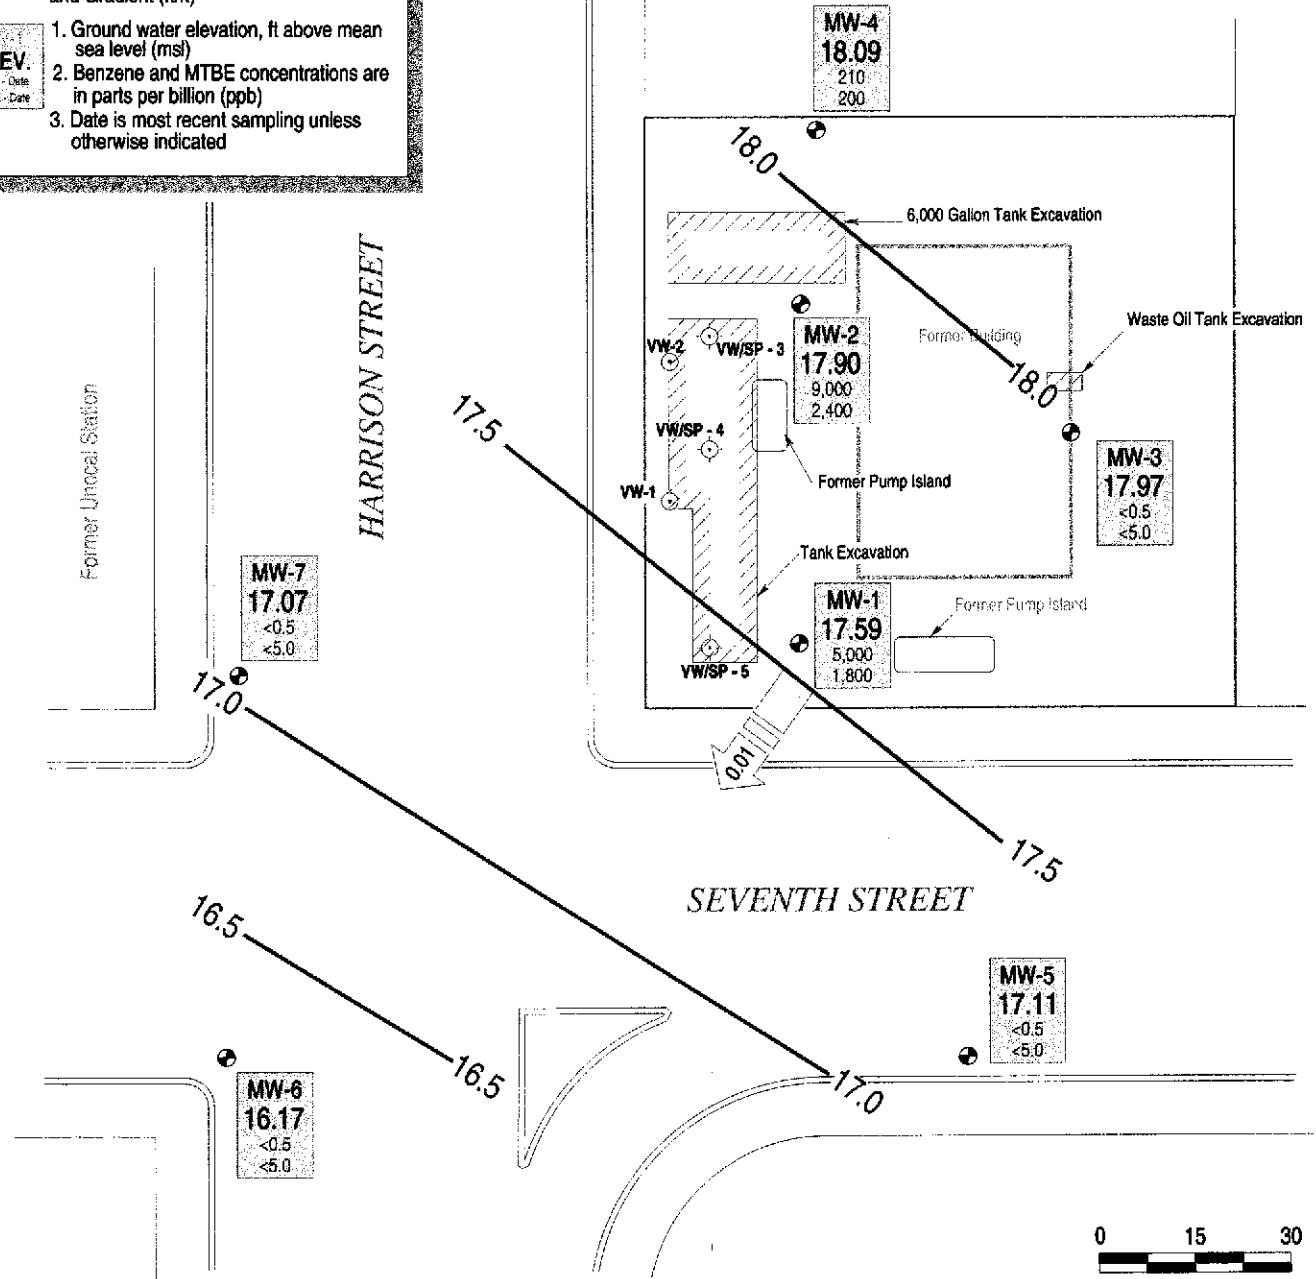 and Gradient (ft/ft)
1. Ground water elevation, ft above mean
sea level (msl)
2. Benzene and MTBE concentrations are
in parts per billion (ppb)
3. Date is most recent sampling unless
otherwise indicated
EV.
- Date
- Date
MW-4
18.09
210
200
18.0
6,000 Gallon Tank Excavation
HARRISON STREET
Former Unocal Station
Waste Oil Tank Excavation
Former Building
MW-2
17.90
9,000
2,400
VW-2
VW/SP - 3
18.0
17.5
VW/SP - 4
MW-3
17.97
<0.5
<5.0
Former Pump Island
VW-1
Tank Excavation
MW-7
17.07
<0.5
<5.0
MW-1
17.59
5,000
1,800
Former Pump Island
VW/SP - 5
17.0
0.01
17.5
SEVENTH STREET
16.5
MW-5
17.11
<0.5
<5.0
16.5
17.0
MW-6
16.17
<0.5
<5.0
0 15 30